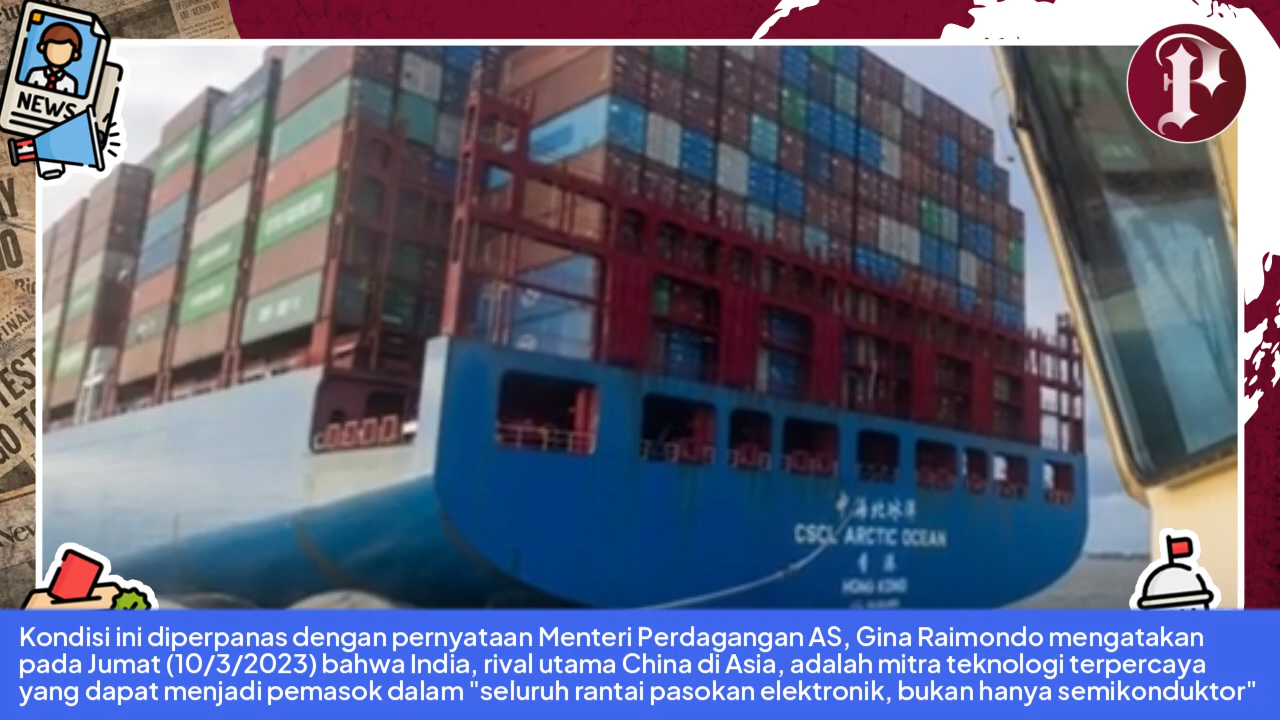 NEWS
中海北冰洋
CSCL ARCTIC OCEAN
香港
HONG KONG
Kondisi ini diperpanas dengan pernyataan Menteri Perdagangan AS, Gina Raimondo mengatakan
pada Jumat (10/3/2023) bahwa India, rival utama China di Asia, adalah mitra teknologi terpercaya
yang dapat menjadi pemasok dalam "seluruh rantai pasokan elektronik, bukan hanya semikonduktor"